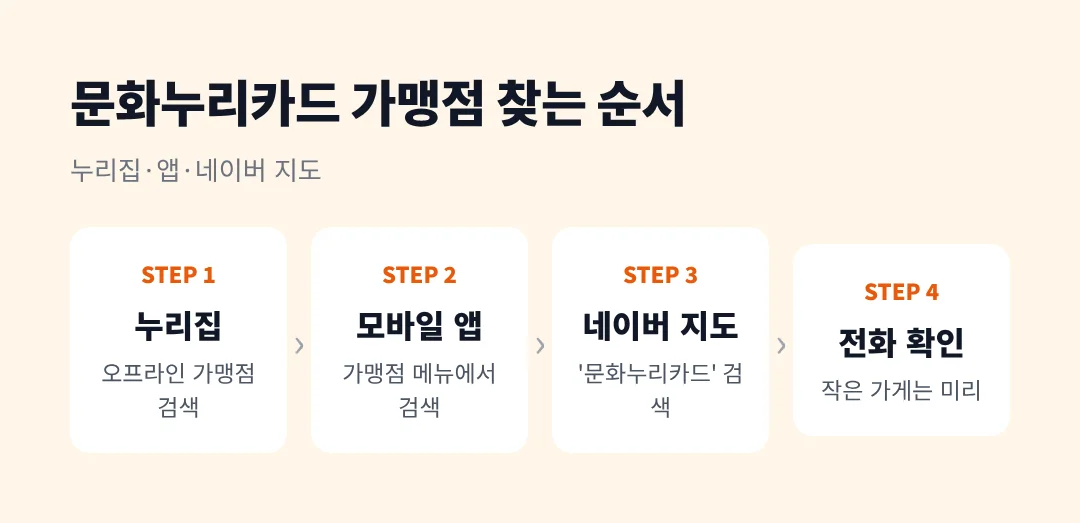 문화누리카드 가맹점 찾는 순서
누리집·앱·네이버 지도
STEP 1
누리집
오프라인 가맹점
검색
›
STEP 2
모바일 앱
가맹점 메뉴에서
검색
›
STEP 3
네이버 지도
'문화누리카드' 검
색
›
STEP 4
전화 확인
작은 가게는 미리